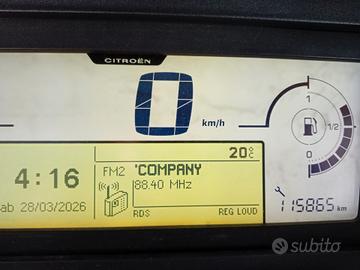 CITROËN
0 km/h
1
1/2
0
20°C
4:16
FM2 'COMPANY
88.40 MHz
ab 28/03/2026
RDS REG LOUD
115865 km
subito